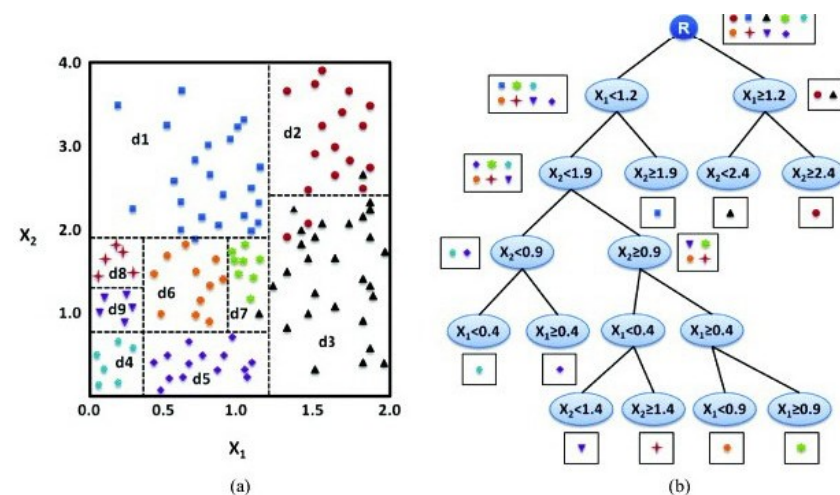 4.0
3.0
X₂
2.0
1.0
0.0 0.5 1.0 1.5 2.0
X₁
d1
d2
d8
d6
d9
d7
d3
d4
d5
(a)
R
X₁<1.2 X₁≥1.2
X₂<1.9 X₂≥1.9 X₂<2.4 X₂≥2.4
X₂<0.9 X₂≥0.9
X₁<0.4 X₁≥0.4 X₁<0.4 X₁≥0.4
X₂<1.4 X₂≥1.4 X₁<0.9 X₁≥0.9
(b)